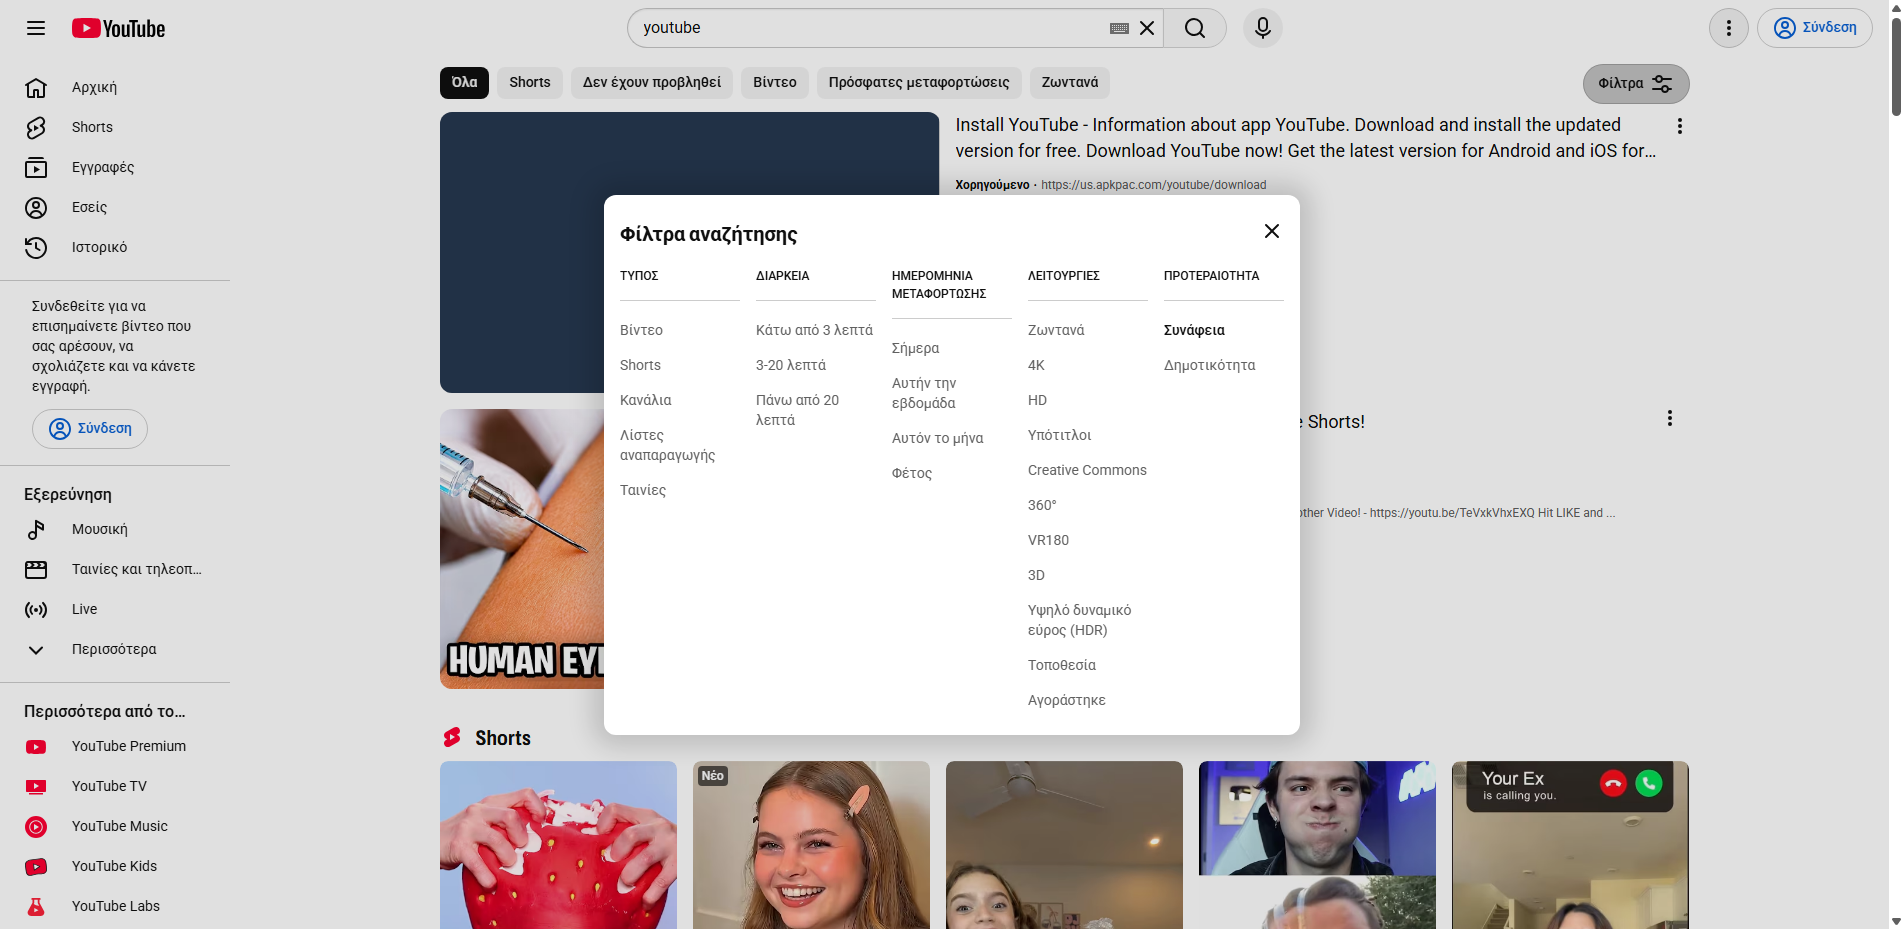 YouTube
youtube
Σύνδεση
Αρχική
Shorts
Εγγραφές
Εσείς
Ιστορικό
Συνδεθείτε για να
επισημαίνετε βίντεο που
σας αρέσουν, να
σχολιάζετε και να κάνετε
εγγραφή.
Σύνδεση
Εξερεύνηση
Μουσική
Ταινίες και τηλεοπ...
Live
Περισσότερα
Περισσότερα από το...
YouTube Premium
YouTube TV
YouTube Music
YouTube Kids
YouTube Labs
Όλα
Shorts
Δεν έχουν προβληθεί
Βίντεο
Πρόσφατες μεταφορτώσεις
Ζωντανά
Φίλτρα
Install YouTube - Information about app YouTube. Download and install the updated
version for free. Download YouTube now! Get the latest version for Android and iOS for...
Χορηγούμενο · https://us.apkpac.com/youtube/download
Φίλτρα αναζήτησης
ΤΥΠΟΣ
Βίντεο
Shorts
Κανάλια
Λίστες
αναπαραγωγής
Ταινίες
ΔΙΑΡΚΕΙΑ
Κάτω από 3 λεπτά
3-20 λεπτά
Πάνω από 20
λεπτά
ΗΜΕΡΟΜΗΝΙΑ
ΜΕΤΑΦΟΡΤΩΣΗΣ
Σήμερα
Αυτήν την
εβδομάδα
Αυτόν το μήνα
Φέτος
ΛΕΙΤΟΥΡΓΙΕΣ
Ζωντανά
4K
HD
Υπότιτλοι
Creative Commons
360°
VR180
3D
Υψηλό δυναμικό
εύρος (HDR)
Τοποθεσία
Αγοράστηκε
ΠΡΟΤΕΡΑΙΟΤΗΤΑ
Συνάφεια
Δημοτικότητα
Shorts!
other Video! - https://youtu.be/TeVxkVhxEXQ Hit LIKE and ...
HUMAN EYE
Shorts
Νέο
Your Ex
is calling you.